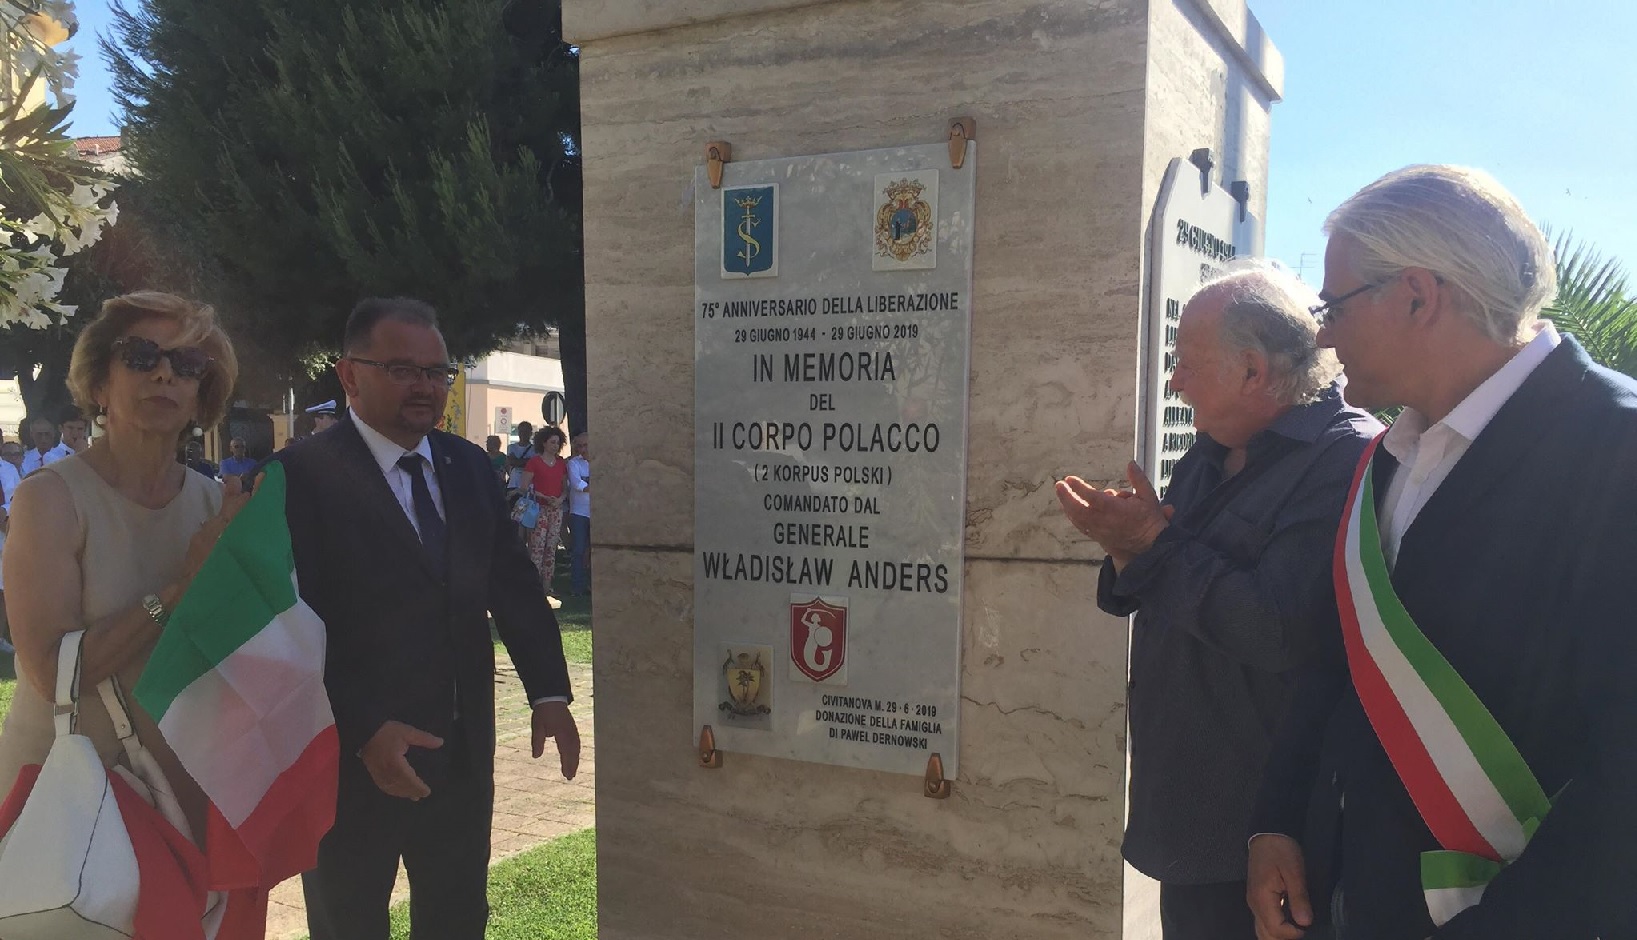 75° ANNIVERSARIO DELLA LIBERAZIONE
29 GIUGNO 1944 - 29 GIUGNO 2019
IN MEMORIA
DEL
II CORPO POLACCO
( 2 KORPUS POLSKI )
COMANDATO DAL
GENERALE
WŁADISŁAW ANDERS
CIVITANOVA M. 29 - 6 - 2019
DONAZIONE DELLA FAMIGLIA
DI PAWEL DERNOWSKI